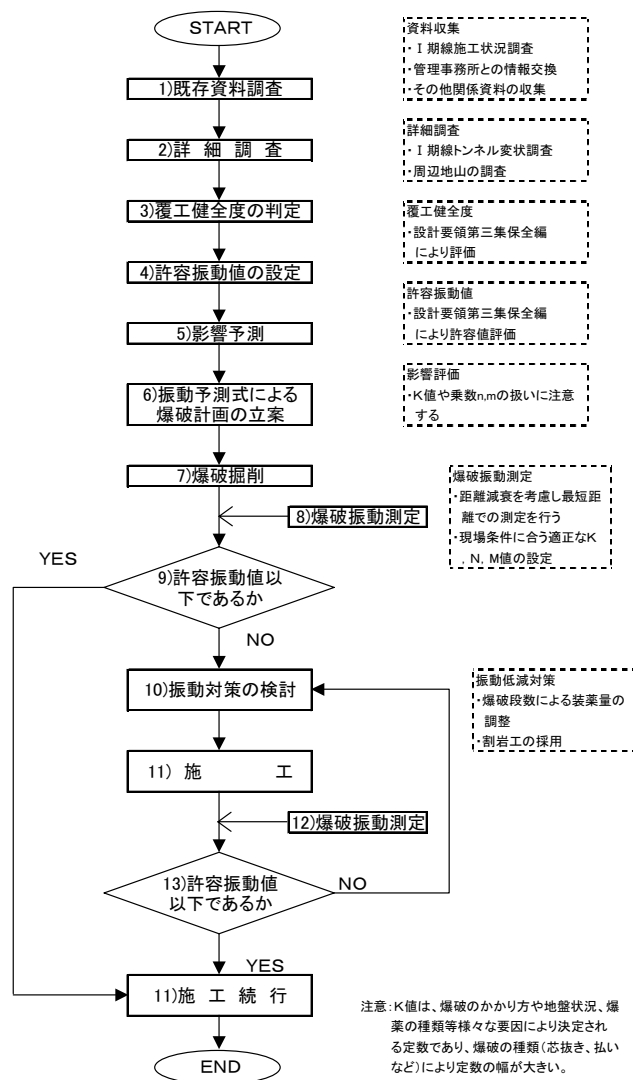 START
1)既存資料調査
2)詳 細 調 査
3)覆工健全度の判定
4)許容振動値の設定
5)影響予測
6)振動予測式による
爆破計画の立案
7)爆破掘削
8)爆破振動測定
YES
9)許容振動値以
下であるか
NO
10)振動対策の検討
11) 施 工
12)爆破振動測定
13)許容振動値
以下であるか
NO
YES
11)施 工 続 行
END
資料収集
・Ⅰ期線施工状況調査
・管理事務所との情報交換
・その他関係資料の収集
詳細調査
・Ⅰ期線トンネル変状調査
・周辺地山の調査
覆工健全度
・設計要領第三集保全編
により評価
許容振動値
・設計要領第三集保全編
により許容値評価
影響評価
・K値や乗数n,mの扱いに注意
する
爆破振動測定
・距離減衰を考慮し最短距
離での測定を行う
・現場条件に合う適正なK
, N, M値の設定
振動低減対策
・爆破段数による装薬量の
調整
・割岩工の採用
注意:K値は、爆破のかかり方や地盤状況、爆
薬の種類等様々な要因により決定され
る定数であり、爆破の種類(芯抜き、払い
など)により定数の幅が大きい。